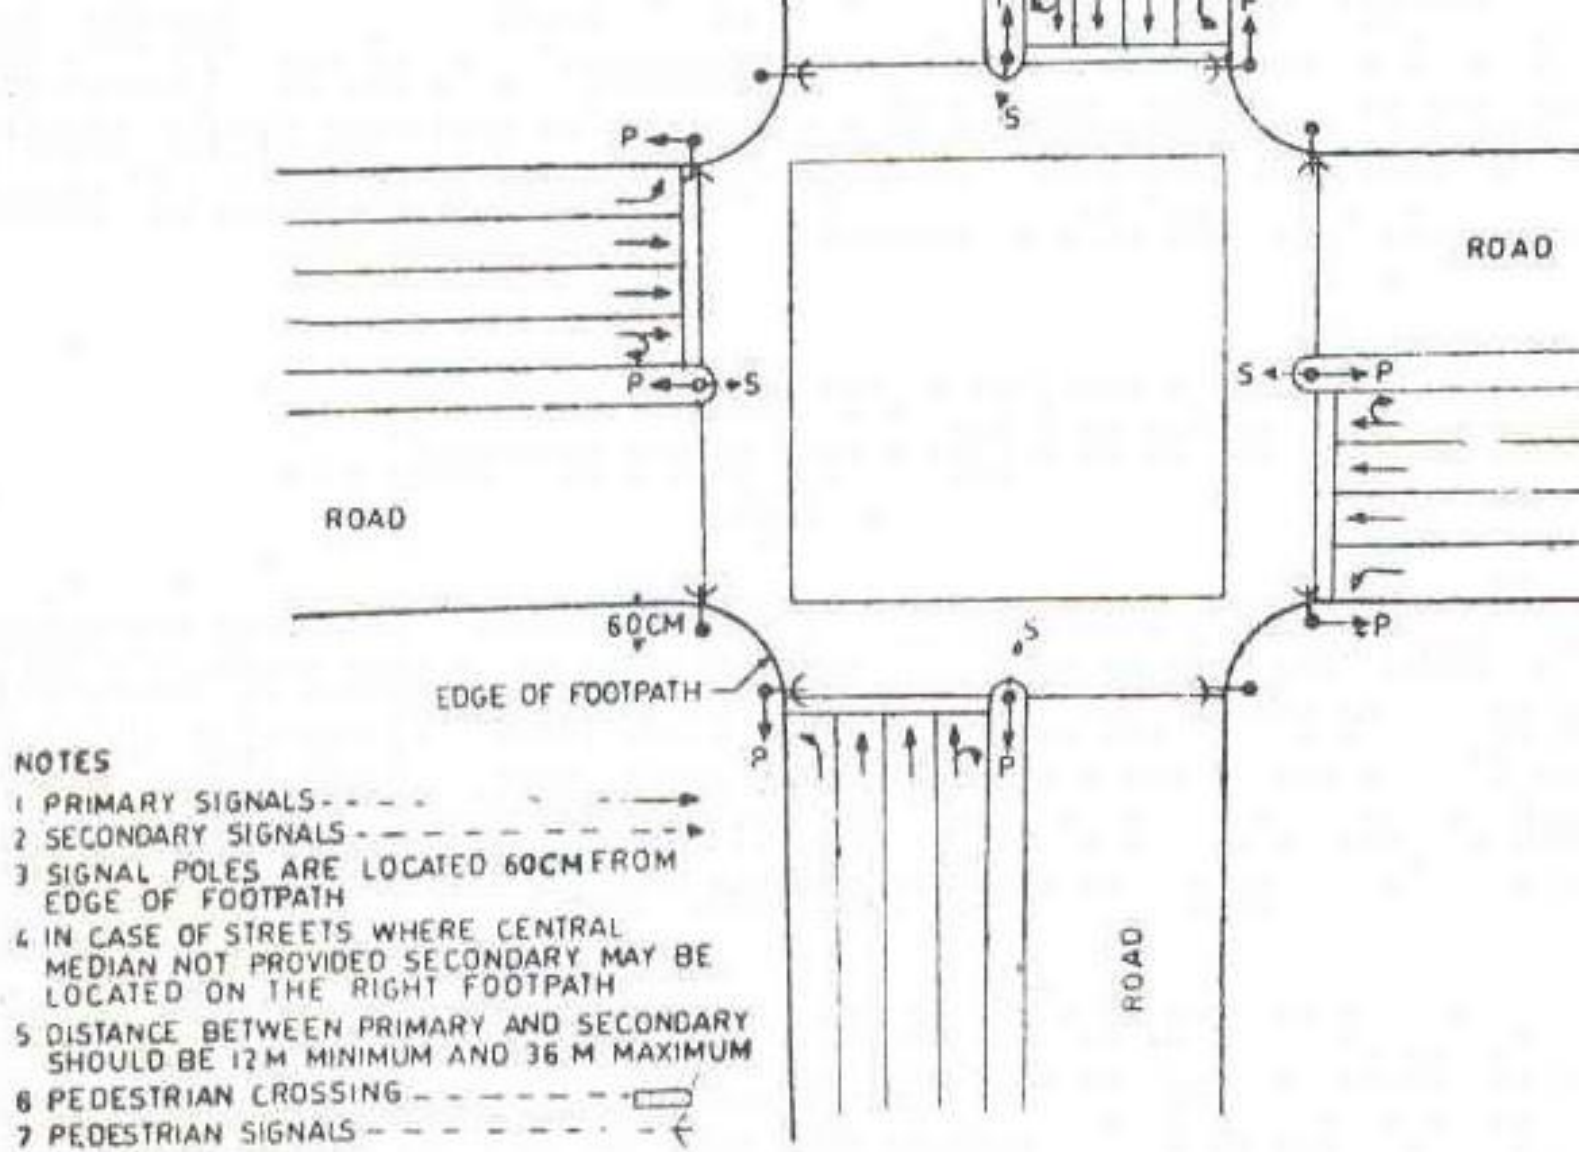 P
S
P
ROAD
P
S
S
P
ROAD
60CM
P
S
EDGE OF FOOTPATH
P
P
ROAD
NOTES
1 PRIMARY SIGNALS
2 SECONDARY SIGNALS
3 SIGNAL POLES ARE LOCATED 60CM FROM
EDGE OF FOOTPATH
4 IN CASE OF STREETS WHERE CENTRAL
MEDIAN NOT PROVIDED SECONDARY MAY BE
LOCATED ON THE RIGHT FOOTPATH
5 DISTANCE BETWEEN PRIMARY AND SECONDARY
SHOULD BE 12M MINIMUM AND 36 M MAXIMUM
6 PEDESTRIAN CROSSING
7 PEDESTRIAN SIGNALS